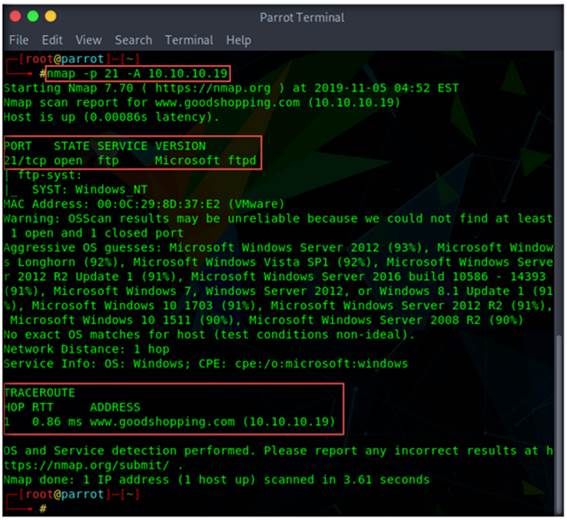 Parrot Terminal
File Edit View Search Terminal Help
┌─[root@parrot]─[~]
└──╼ #nmap -p 21 -A 10.10.10.19
Starting Nmap 7.70 ( https://nmap.org ) at 2019-11-05 04:52 EST
Nmap scan report for www.goodshopping.com (10.10.10.19)
Host is up (0.00086s latency).
PORT   STATE SERVICE VERSION
21/tcp open  ftp     Microsoft ftpd
| ftp-syst:
|_  SYST: Windows_NT
MAC Address: 00:0C:29:8D:37:E2 (VMware)
Warning: OSScan results may be unreliable because we could not find at least
 1 open and 1 closed port
Aggressive OS guesses: Microsoft Windows Server 2012 (93%), Microsoft Window
s Longhorn (92%), Microsoft Windows Vista SP1 (92%), Microsoft Windows Serve
r 2012 R2 Update 1 (91%), Microsoft Windows Server 2016 build 10586 - 14393
(91%), Microsoft Windows 7, Windows Server 2012, or Windows 8.1 Update 1 (91
%), Microsoft Windows 10 1703 (91%), Microsoft Windows Server 2012 R2 (91%),
 Microsoft Windows 10 1511 (90%), Microsoft Windows Server 2008 R2 (90%)
No exact OS matches for host (test conditions non-ideal).
Network Distance: 1 hop
Service Info: OS: Windows; CPE: cpe:/o:microsoft:windows
TRACEROUTE
HOP RTT     ADDRESS
1   0.86 ms www.goodshopping.com (10.10.10.19)
OS and Service detection performed. Please report any incorrect results at h
ttps://nmap.org/submit/ .
Nmap done: 1 IP address (1 host up) scanned in 3.61 seconds
┌─[root@parrot]─[~]
└──╼ #